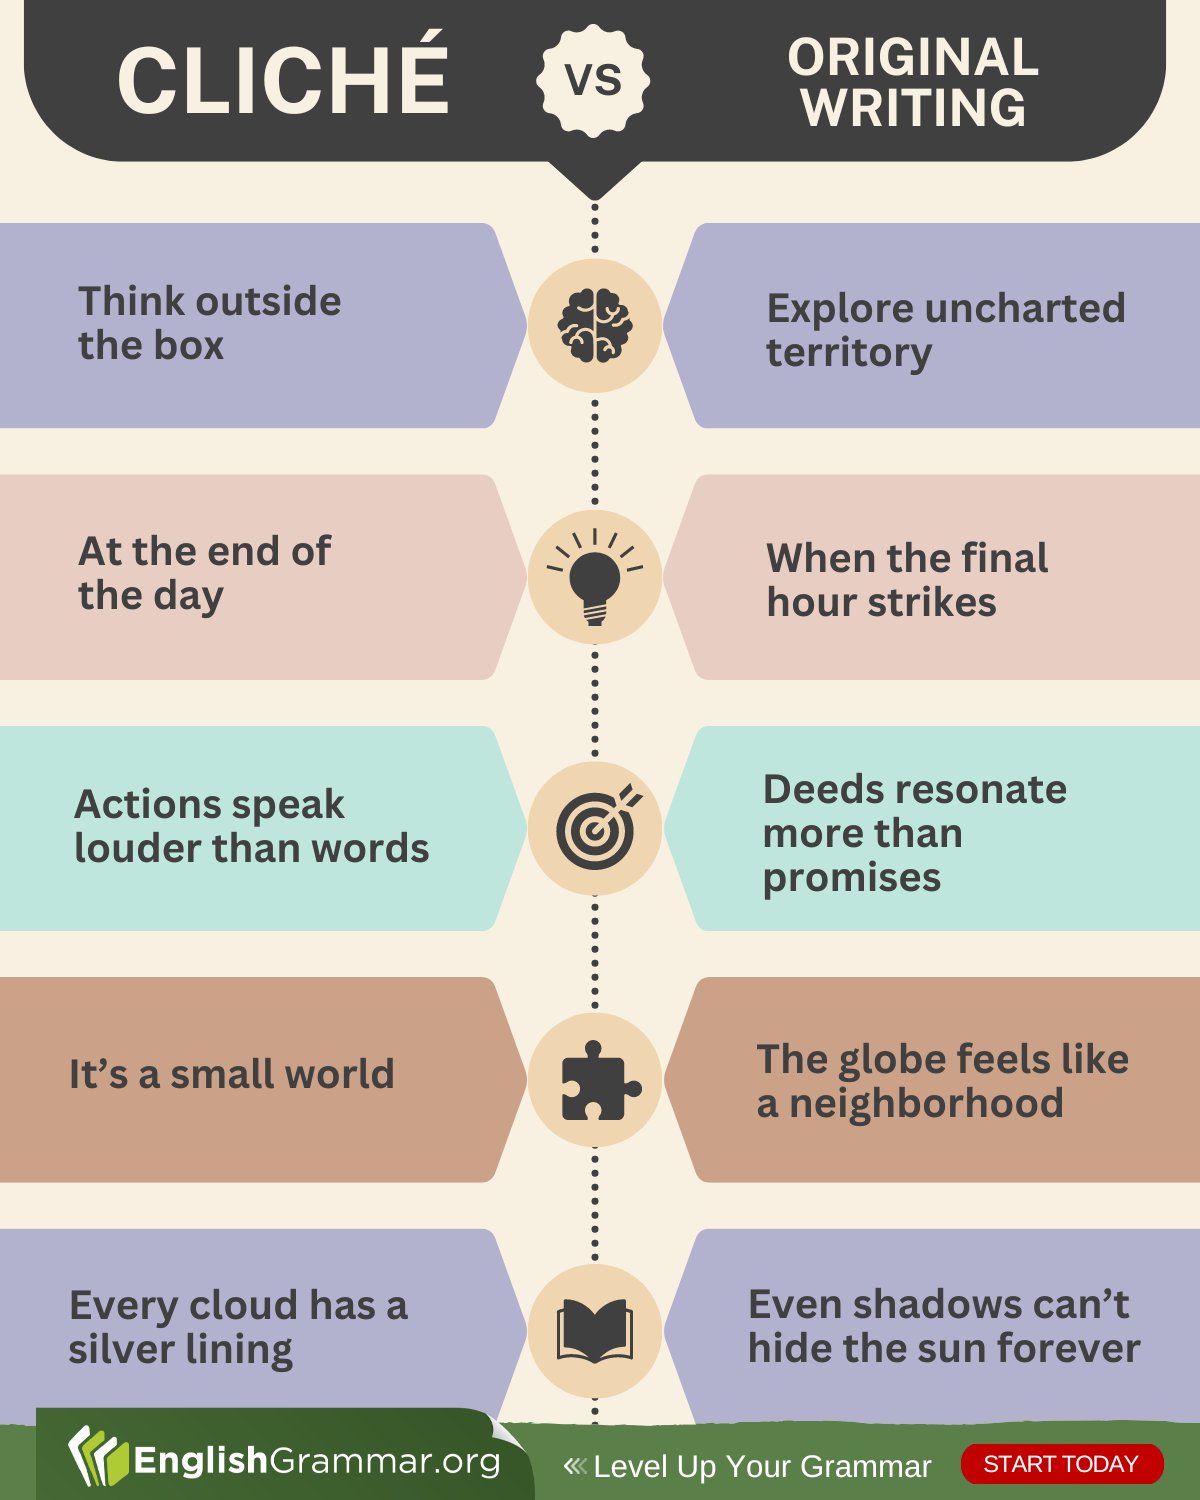 CLICHÉ
VS
ORIGINAL
WRITING
Think outside
the box
Explore uncharted
territory
At the end of
the day
When the final
hour strikes
Actions speak
louder than words
Deeds resonate
more than
promises
It’s a small world
The globe feels like
a neighborhood
Every cloud has a
silver lining
Even shadows can’t
hide the sun forever
EnglishGrammar.org
Level Up Your Grammar
START TODAY